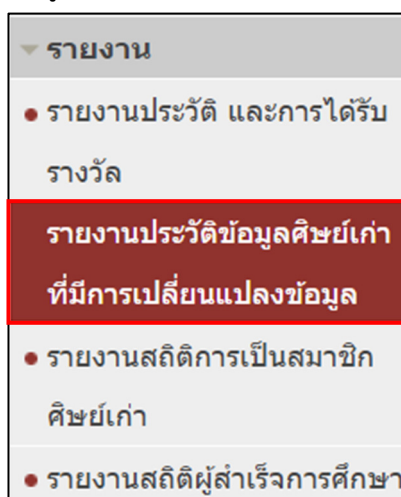 รายงาน
รายงานประวัติ และการได้รับ
รางวัล
รายงานประวัติข้อมูลศิษย์เก่า
ที่มีการเปลี่ยนแปลงข้อมูล
รายงานสถิติการเป็นสมาชิก
ศิษย์เก่า
รายงานสถิติผู้สำเร็จการศึกษา